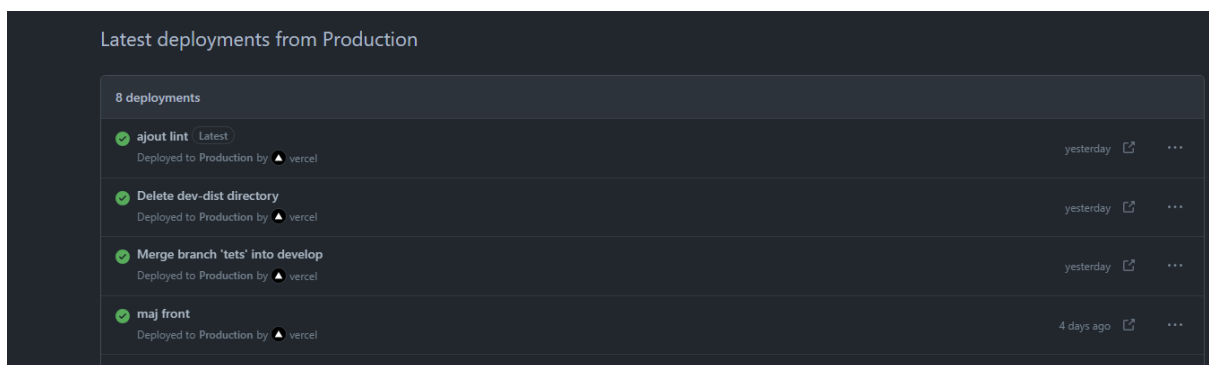 Latest deployments from Production
8 deployments
ajout lint Latest
Deployed to Production by vercel
yesterday
Delete dev-dist directory
Deployed to Production by vercel
yesterday
Merge branch 'tets' into develop
Deployed to Production by vercel
yesterday
maj front
Deployed to Production by vercel
4 days ago